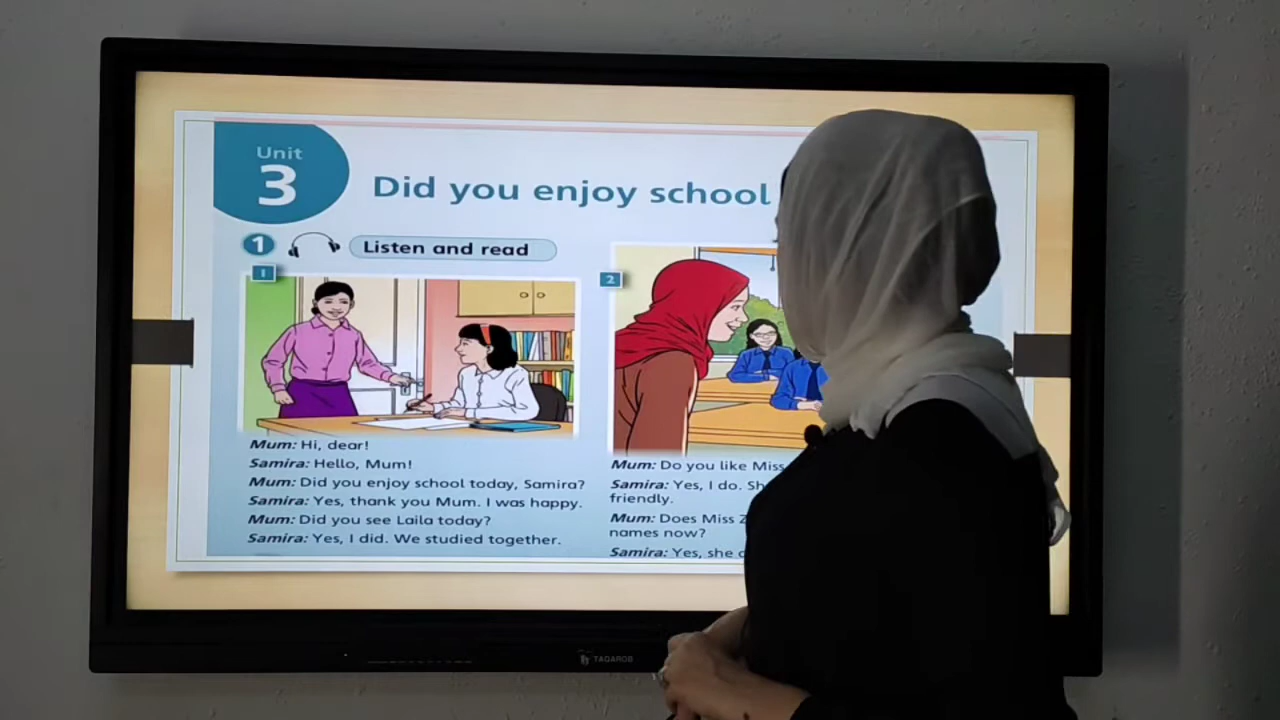 Unit
3
Did you enjoy school
1 Listen and read
1
Mum: Hi, dear!
Samira: Hello, Mum!
Mum: Did you enjoy school today, Samira?
Samira: Yes, thank you Mum. I was happy.
Mum: Did you see Laila today?
Samira: Yes, I did. We studied together.
2
Mum: Do you like Miss
Samira: Yes, I do.
friendly.
Mum: Does Miss
names now?
Samira: Yes, she
TAGAROB